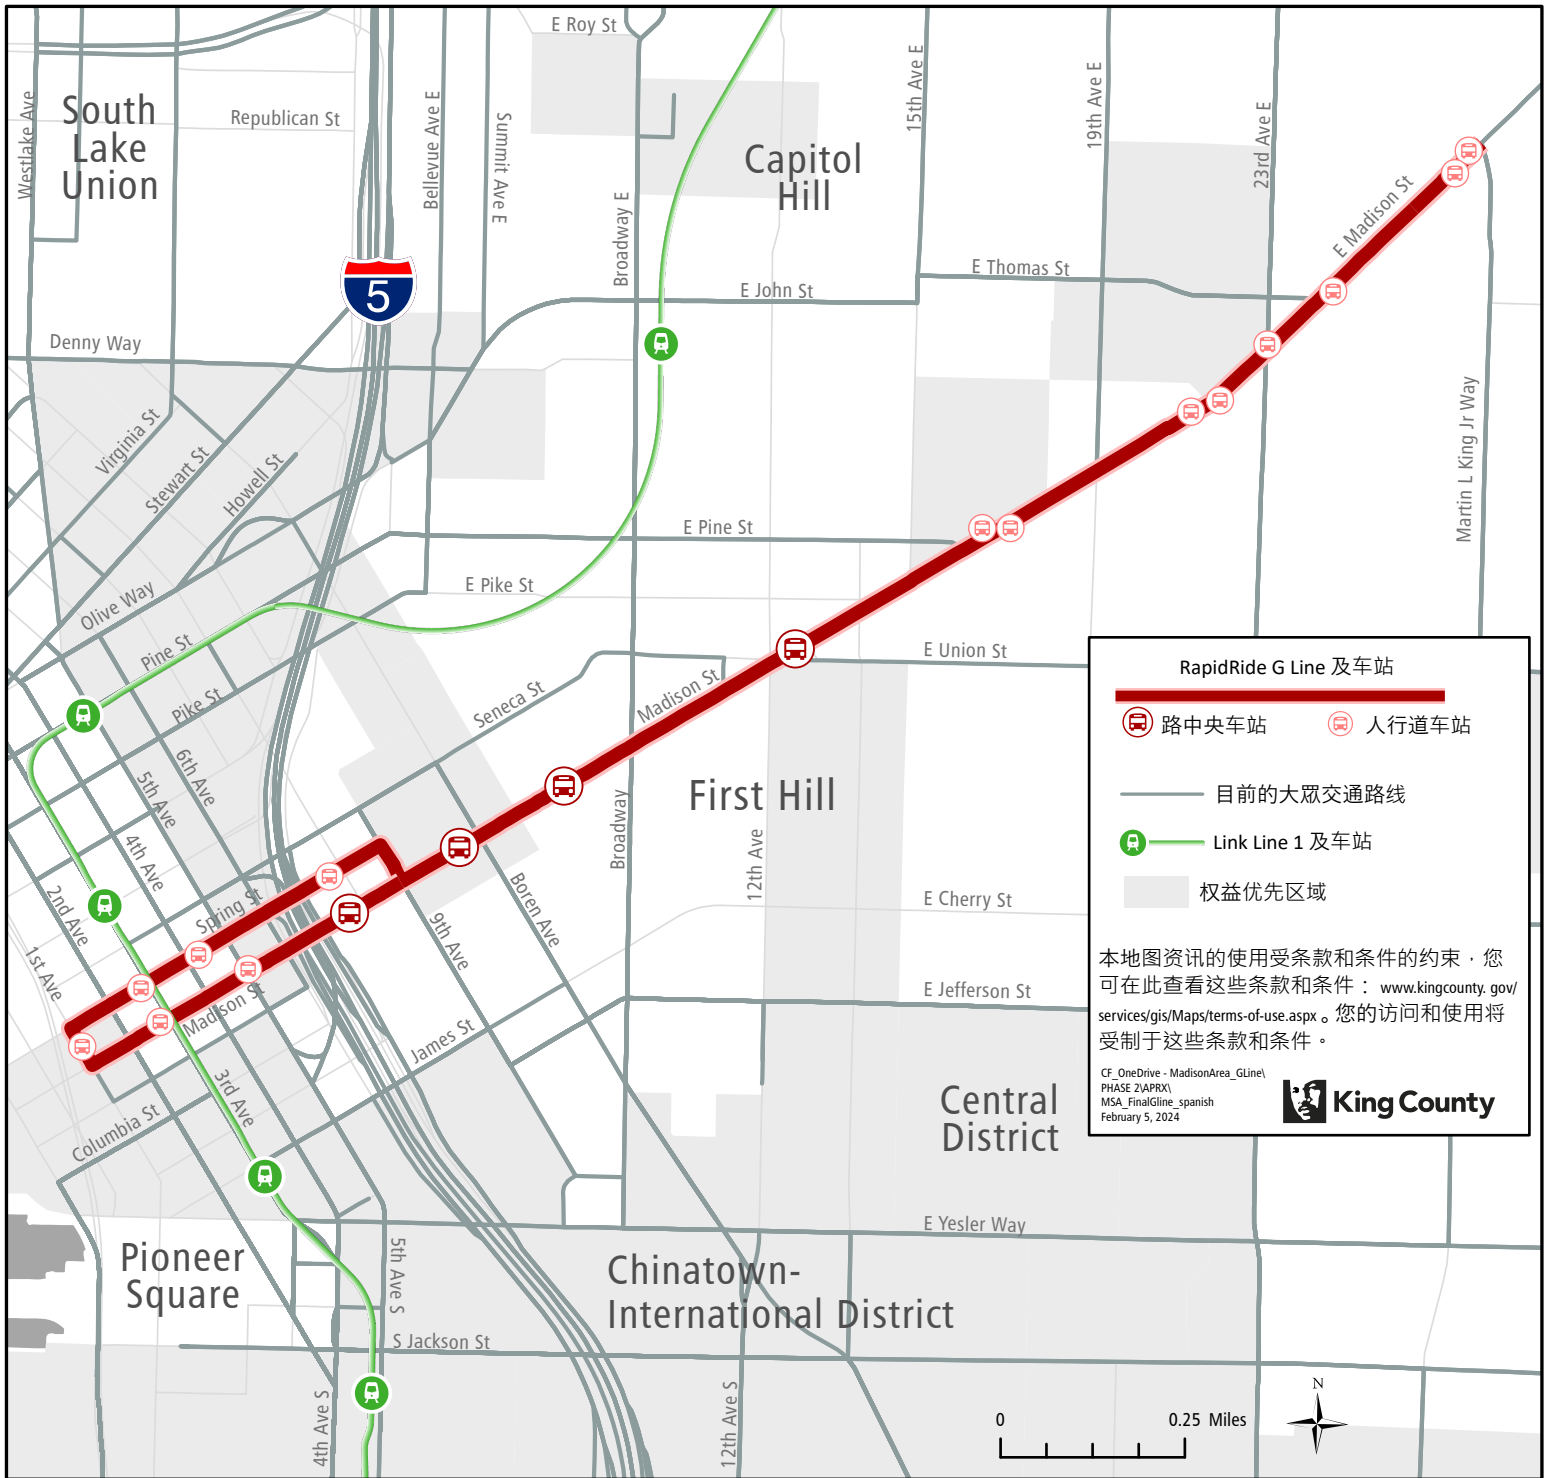 E Roy St
South
Lake
Union
Westlake Ave
Republican St
Bellevue Ave E
Summit Ave E
Broadway E
Capitol
Hill
15th Ave E
19th Ave E
23rd Ave E
E Madison St
E Thomas St
E John St
5
Denny Way
Virginia St
Stewart St
Howell St
Martin L King Jr Way
E Pine St
E Pike St
Olive Way
Pine St
Pike St
Seneca St
Madison St
E Union St
6th Ave
5th Ave
4th Ave
2nd Ave
1st Ave
Spring St
Madison St
First Hill
Broadway
12th Ave
Boren Ave
9th Ave
E Cherry St
E Jefferson St
James St
3rd Ave
Columbia St
Central
District
E Yesler Way
Pioneer
Square
5th Ave S
Chinatown-
International District
S Jackson St
4th Ave S
12th Ave S
RapidRide G Line 及车站
路中央车站
人行道车站
目前的大眾交通路线
Link Line 1 及车站
权益优先区域
本地图资讯的使用受条款和条件的约束，您
可在此查看这些条款和条件： www.kingcounty. gov/
services/gis/Maps/terms-of-use.aspx 。您的访问和使用将
受制于这些条款和条件。
CF_OneDrive - MadisonArea_GLine\
PHASE 2\APRX\
MSA_FinalGline_spanish
February 5, 2024
King County
0 0.25 Miles
N